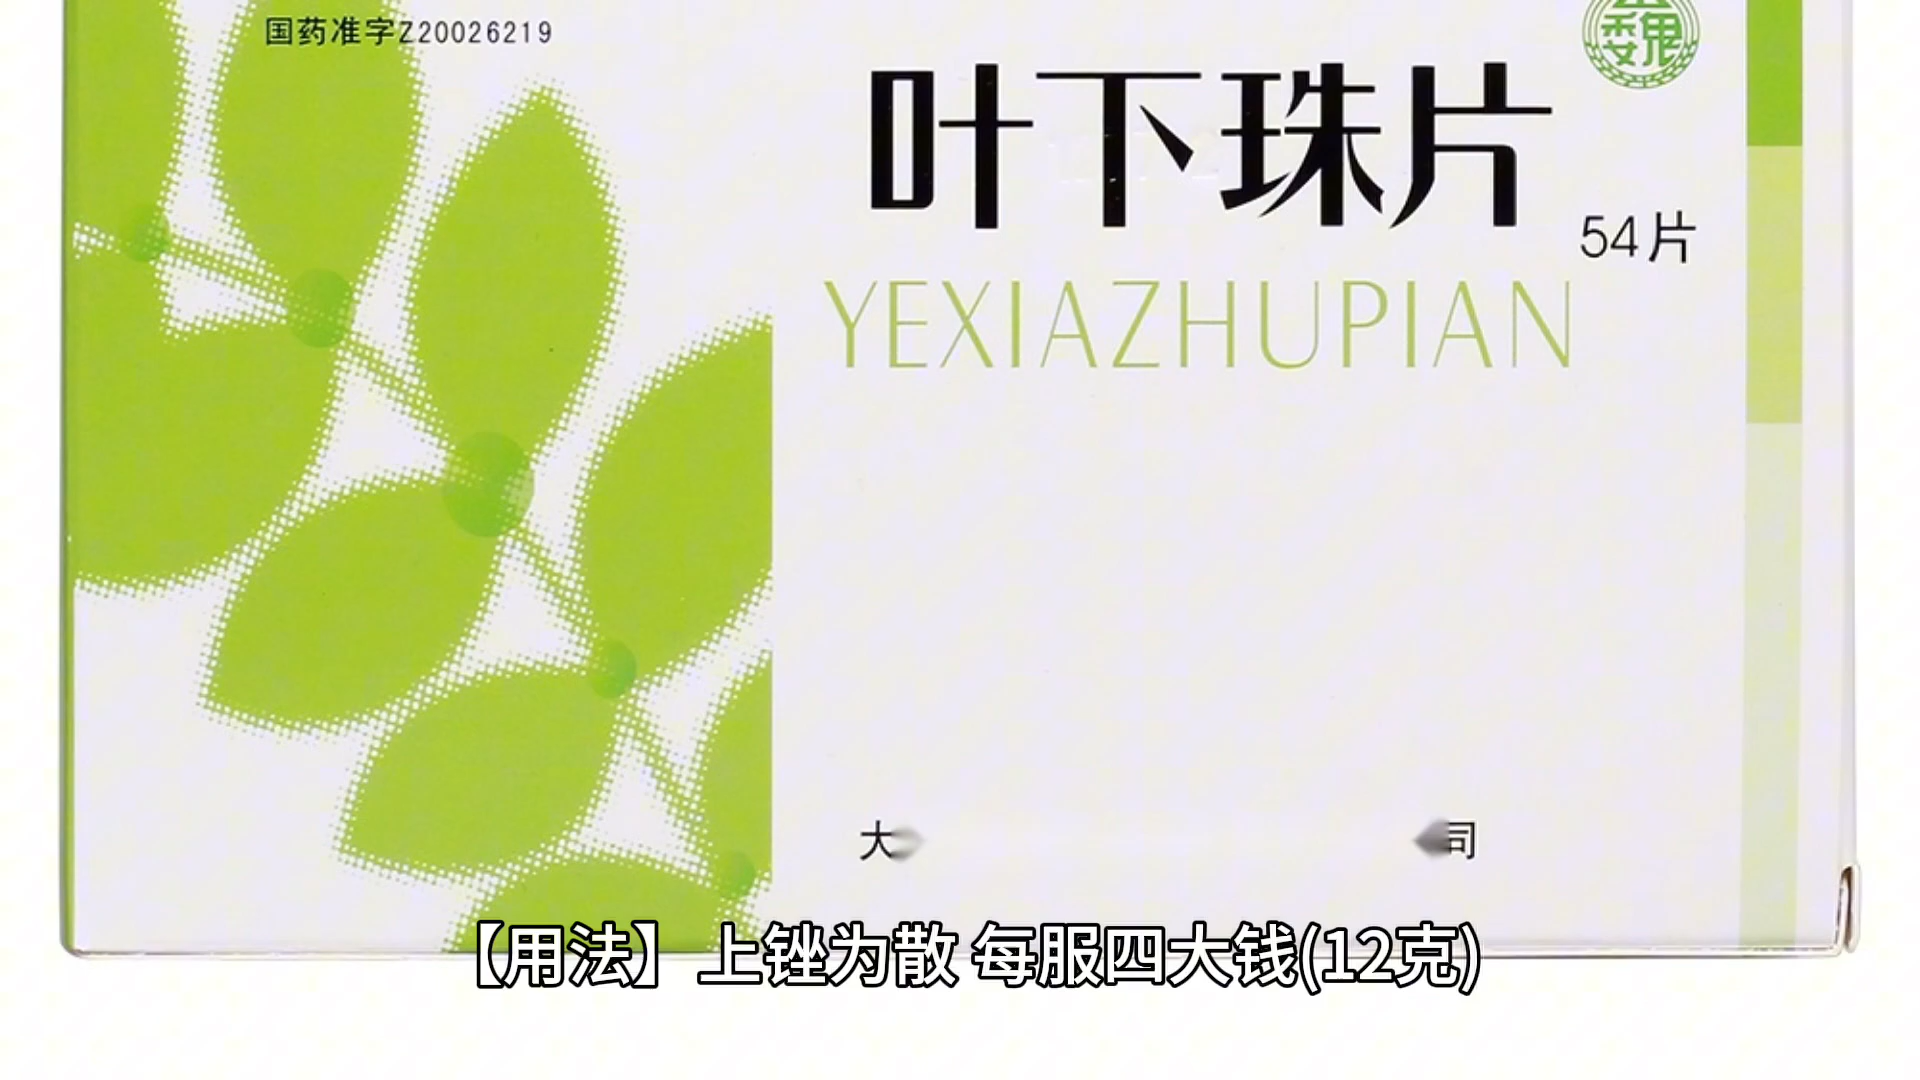 国药准字Z20026219
叶下珠片
54片
YEXIAZHUPIAN
大 司
【用法】上锉为散 每服四大钱(12克)